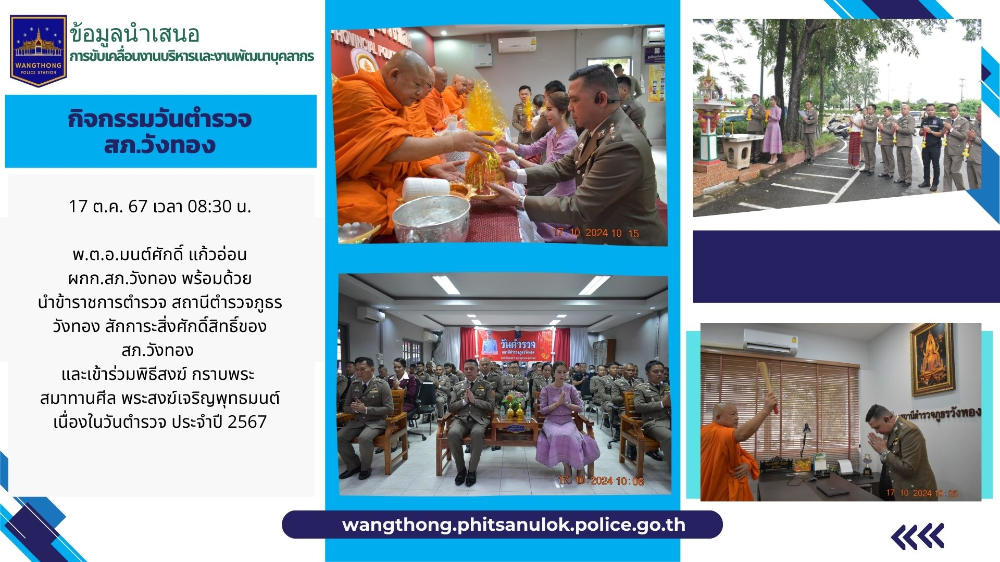 WANGTHONG
POLICE STATION
ข้อมูลนำเสนอ
การขับเคลื่อนงานบริหารและงานพัฒนาบุคลากร
กิจกรรมวันตำรวจ
สภ.วังทอง
17 ต.ค. 67 เวลา 08:30 น.
พ.ต.อ.มนต์ศักดิ์ แก้วอ่อน
ผกก.สภ.วังทอง พร้อมด้วย
นำข้าราชการตำรวจ สถานีตำรวจภูธร
วังทอง สักการะสิ่งศักดิ์สิทธิ์ของ
สภ.วังทอง
และเข้าร่วมพิธีสงฆ์ กราบพระ
สมาทานศีล พระสงฆ์เจริญพุทธมนต์
เนื่องในวันตำรวจ ประจำปี 2567
PROVINCIAL POLICE
17 10 2024 10 15
วันตำรวจ
สถานีตำรวจภูธรวังทอง
17 10 2024 10:06
สถานีตำรวจภูธรวังทอง
17 10 2024 10:25
wangthong.phitsanulok.police.go.th